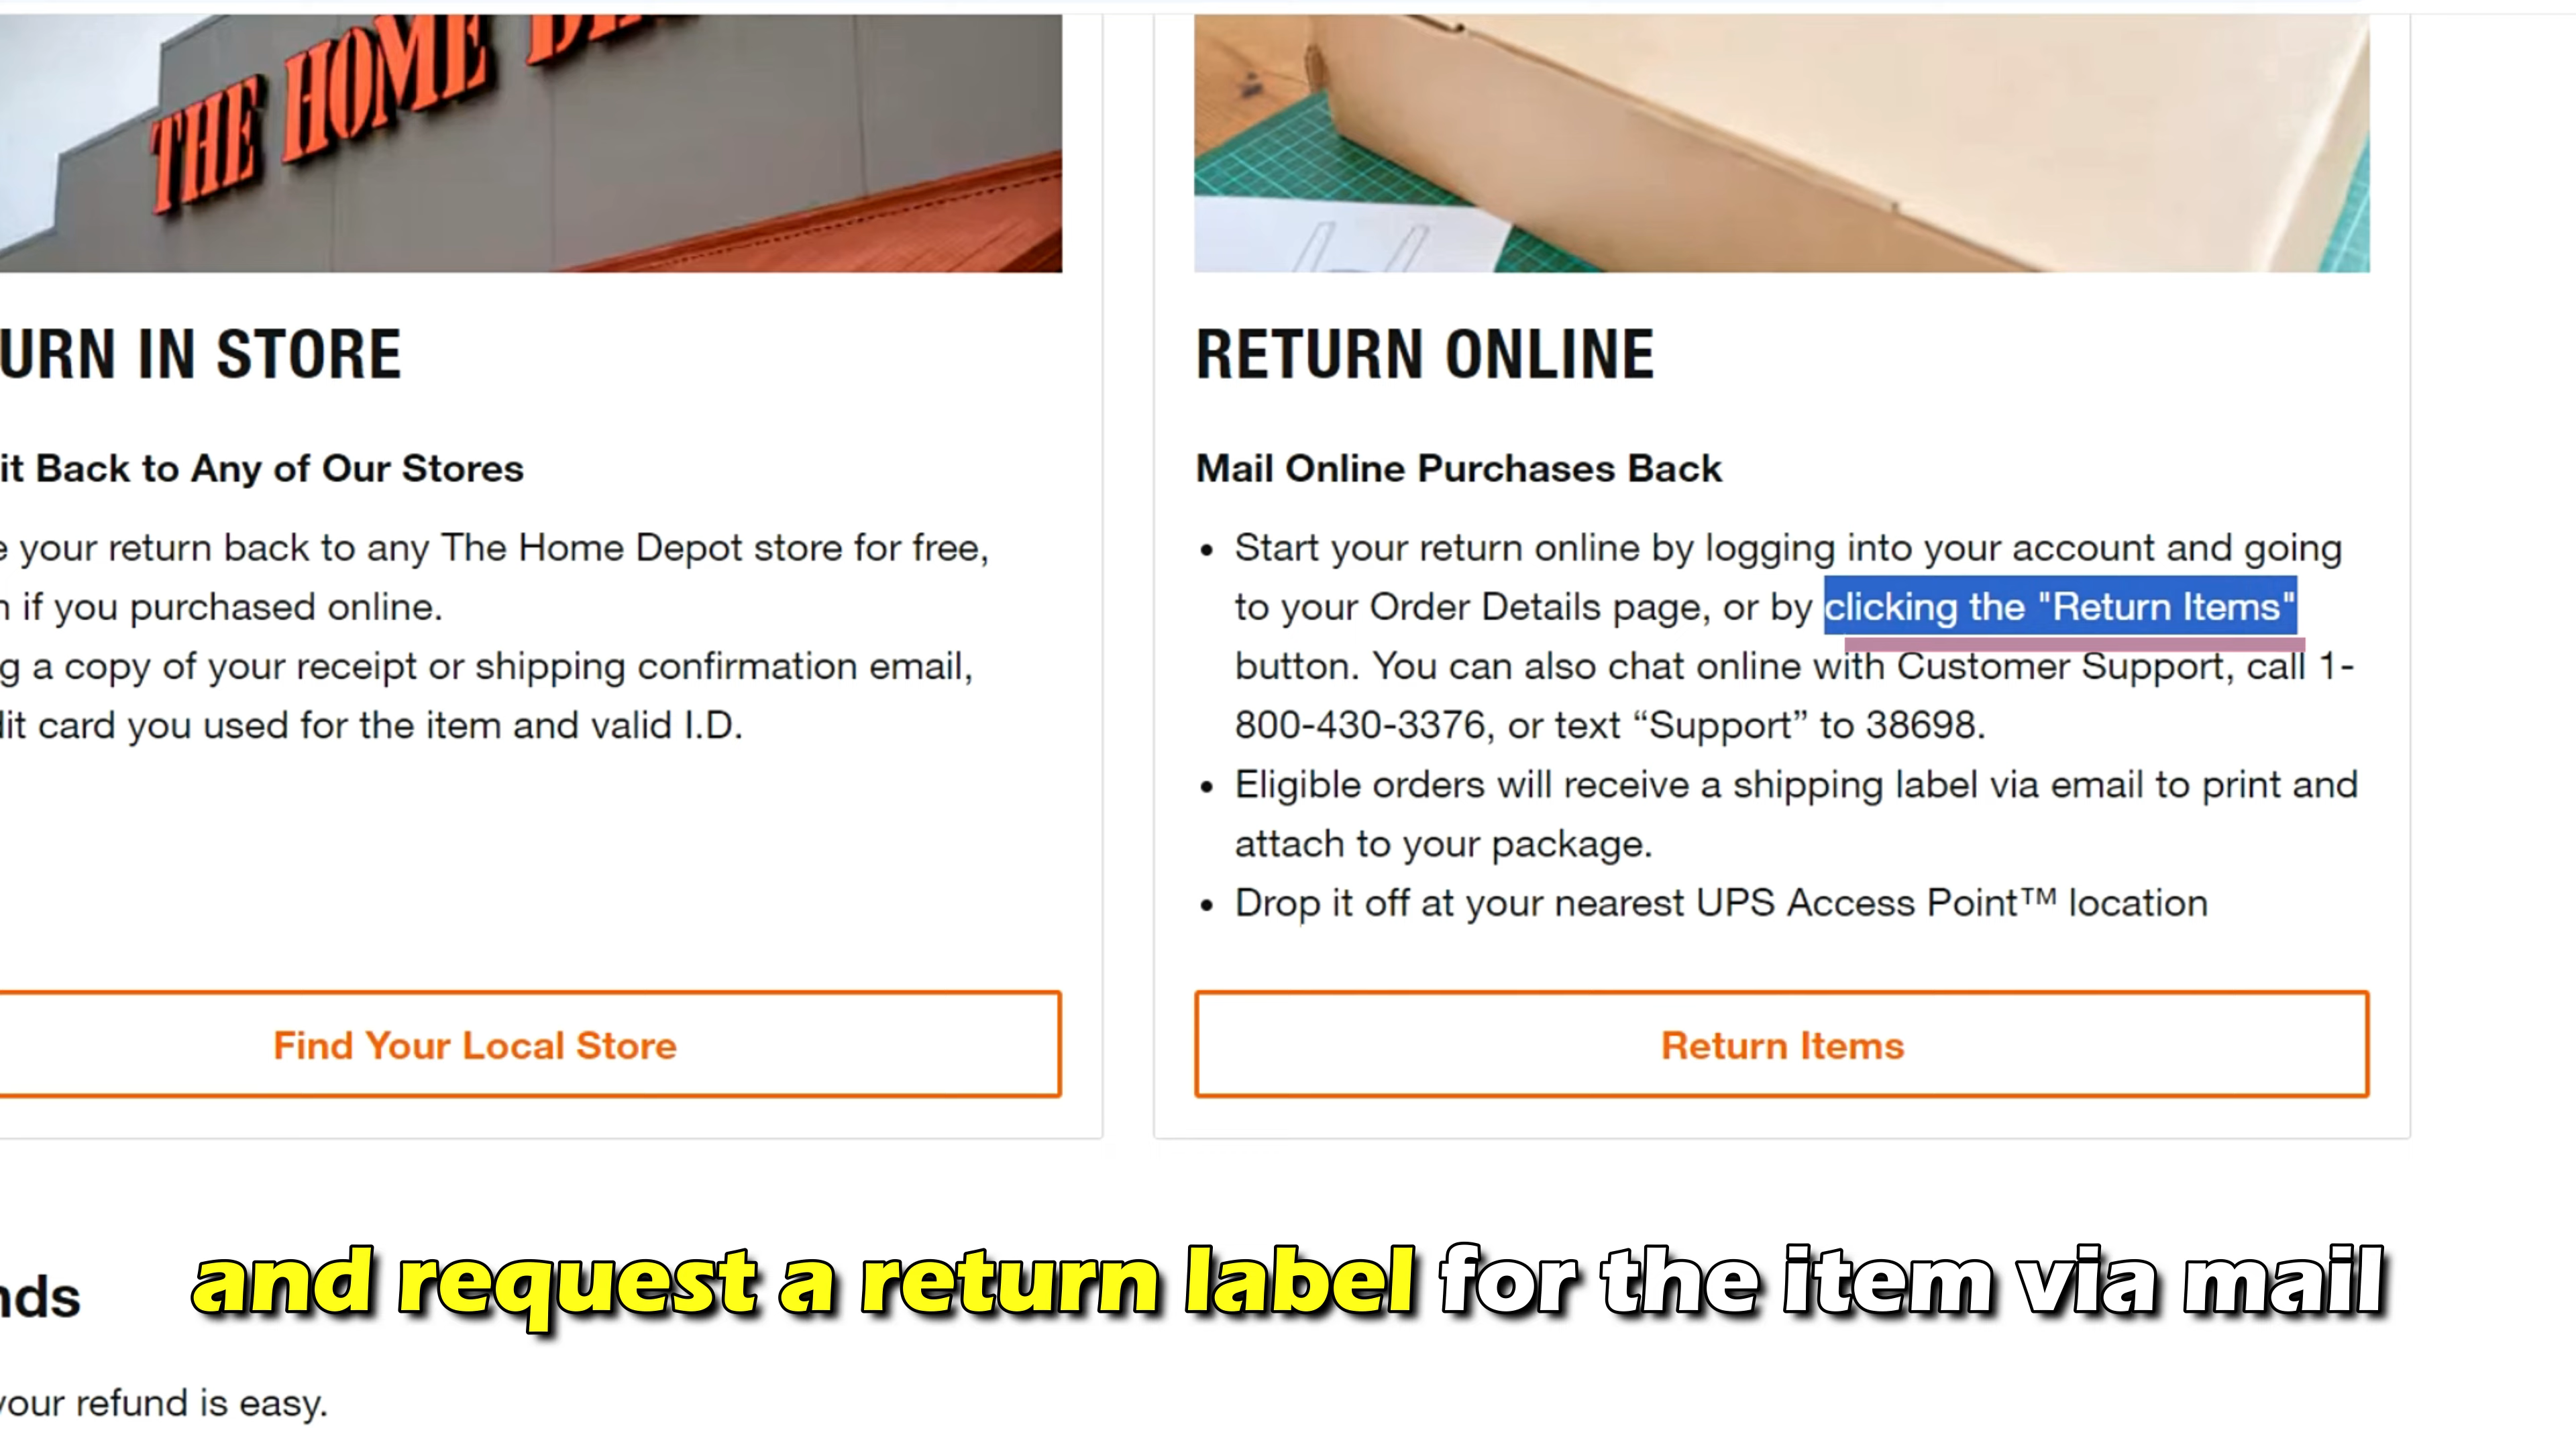 THE HOME
URN IN STORE
it Back to Any of Our Stores
e your return back to any The Home Depot store for free,
n if you purchased online.
g a copy of your receipt or shipping confirmation email,
dit card you used for the item and valid I.D.
Find Your Local Store
RETURN ONLINE
Mail Online Purchases Back
• Start your return online by logging into your account and going
to your Order Details page, or by clicking the "Return Items"
button. You can also chat online with Customer Support, call 1-
800-430-3376, or text “Support” to 38698.
• Eligible orders will receive a shipping label via email to print and
attach to your package.
• Drop it off at your nearest UPS Access Point™ location
Return Items
nds
your refund is easy.
and request a return label for the item via mail